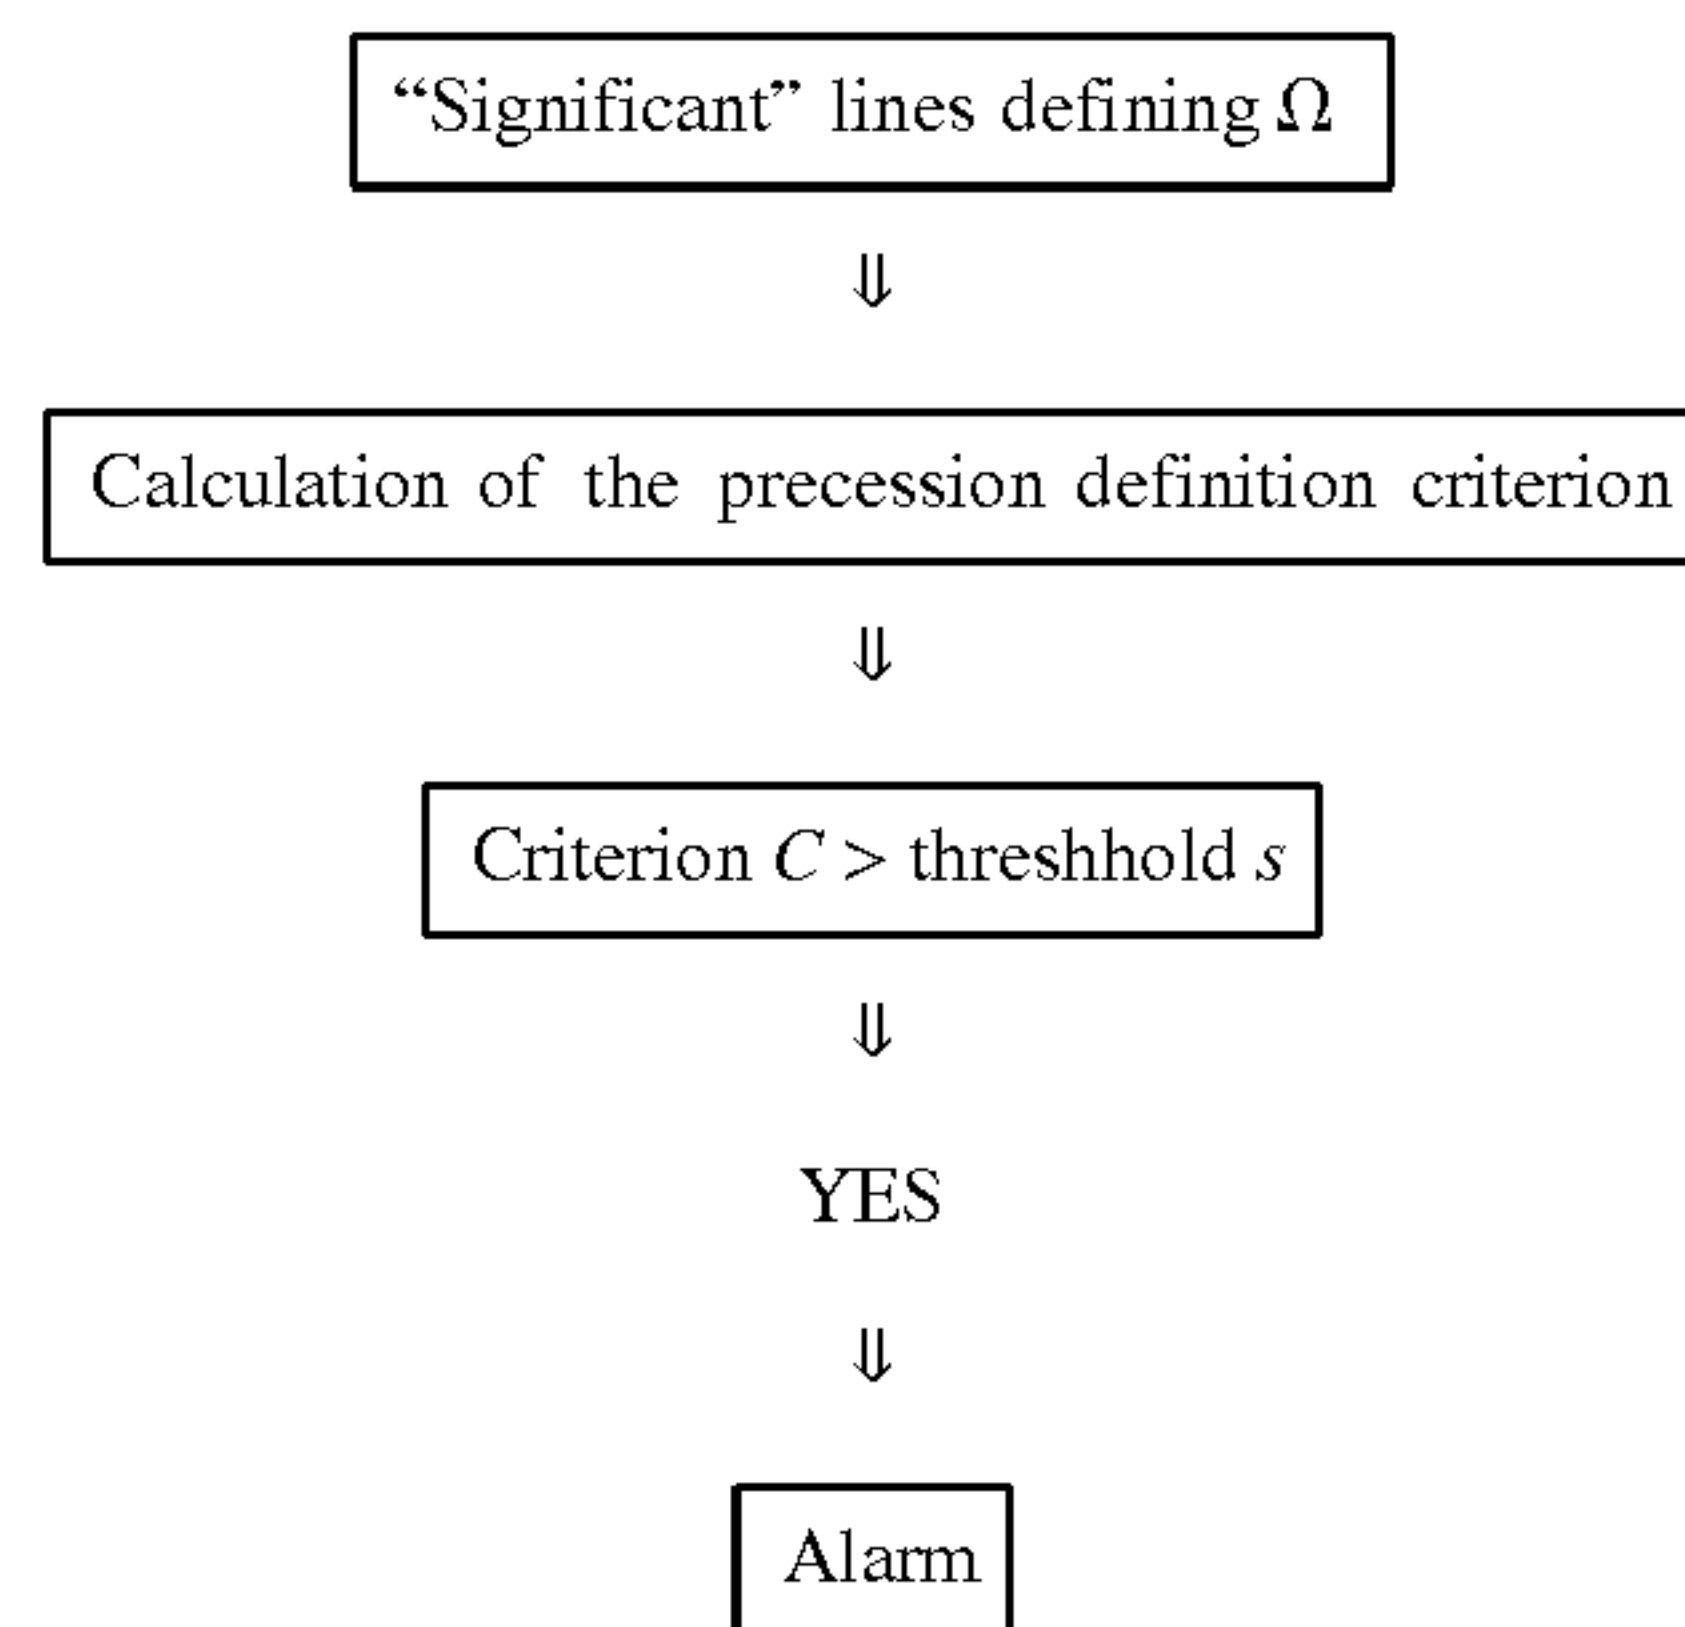 “Significant” lines defining Ω
⇓
Calculation of the precession definition criterion
⇓
Criterion C > threshhold s
⇓
YES
⇓
Alarm